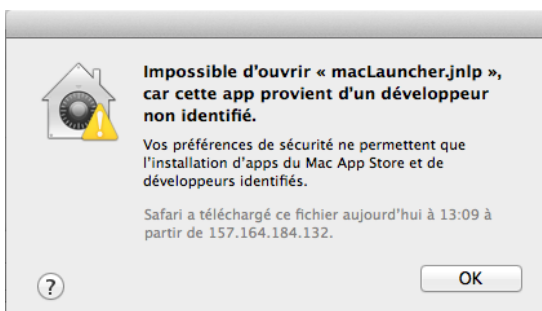 Impossible d'ouvrir « macLauncher.jnlp »,
car cette app provient d'un développeur
non identifié.
Vos préférences de sécurité ne permettent que
l'installation d'apps du Mac App Store et de
développeurs identifiés.
Safari a téléchargé ce fichier aujourd'hui à 13:09 à
partir de 157.164.184.132.
?
OK